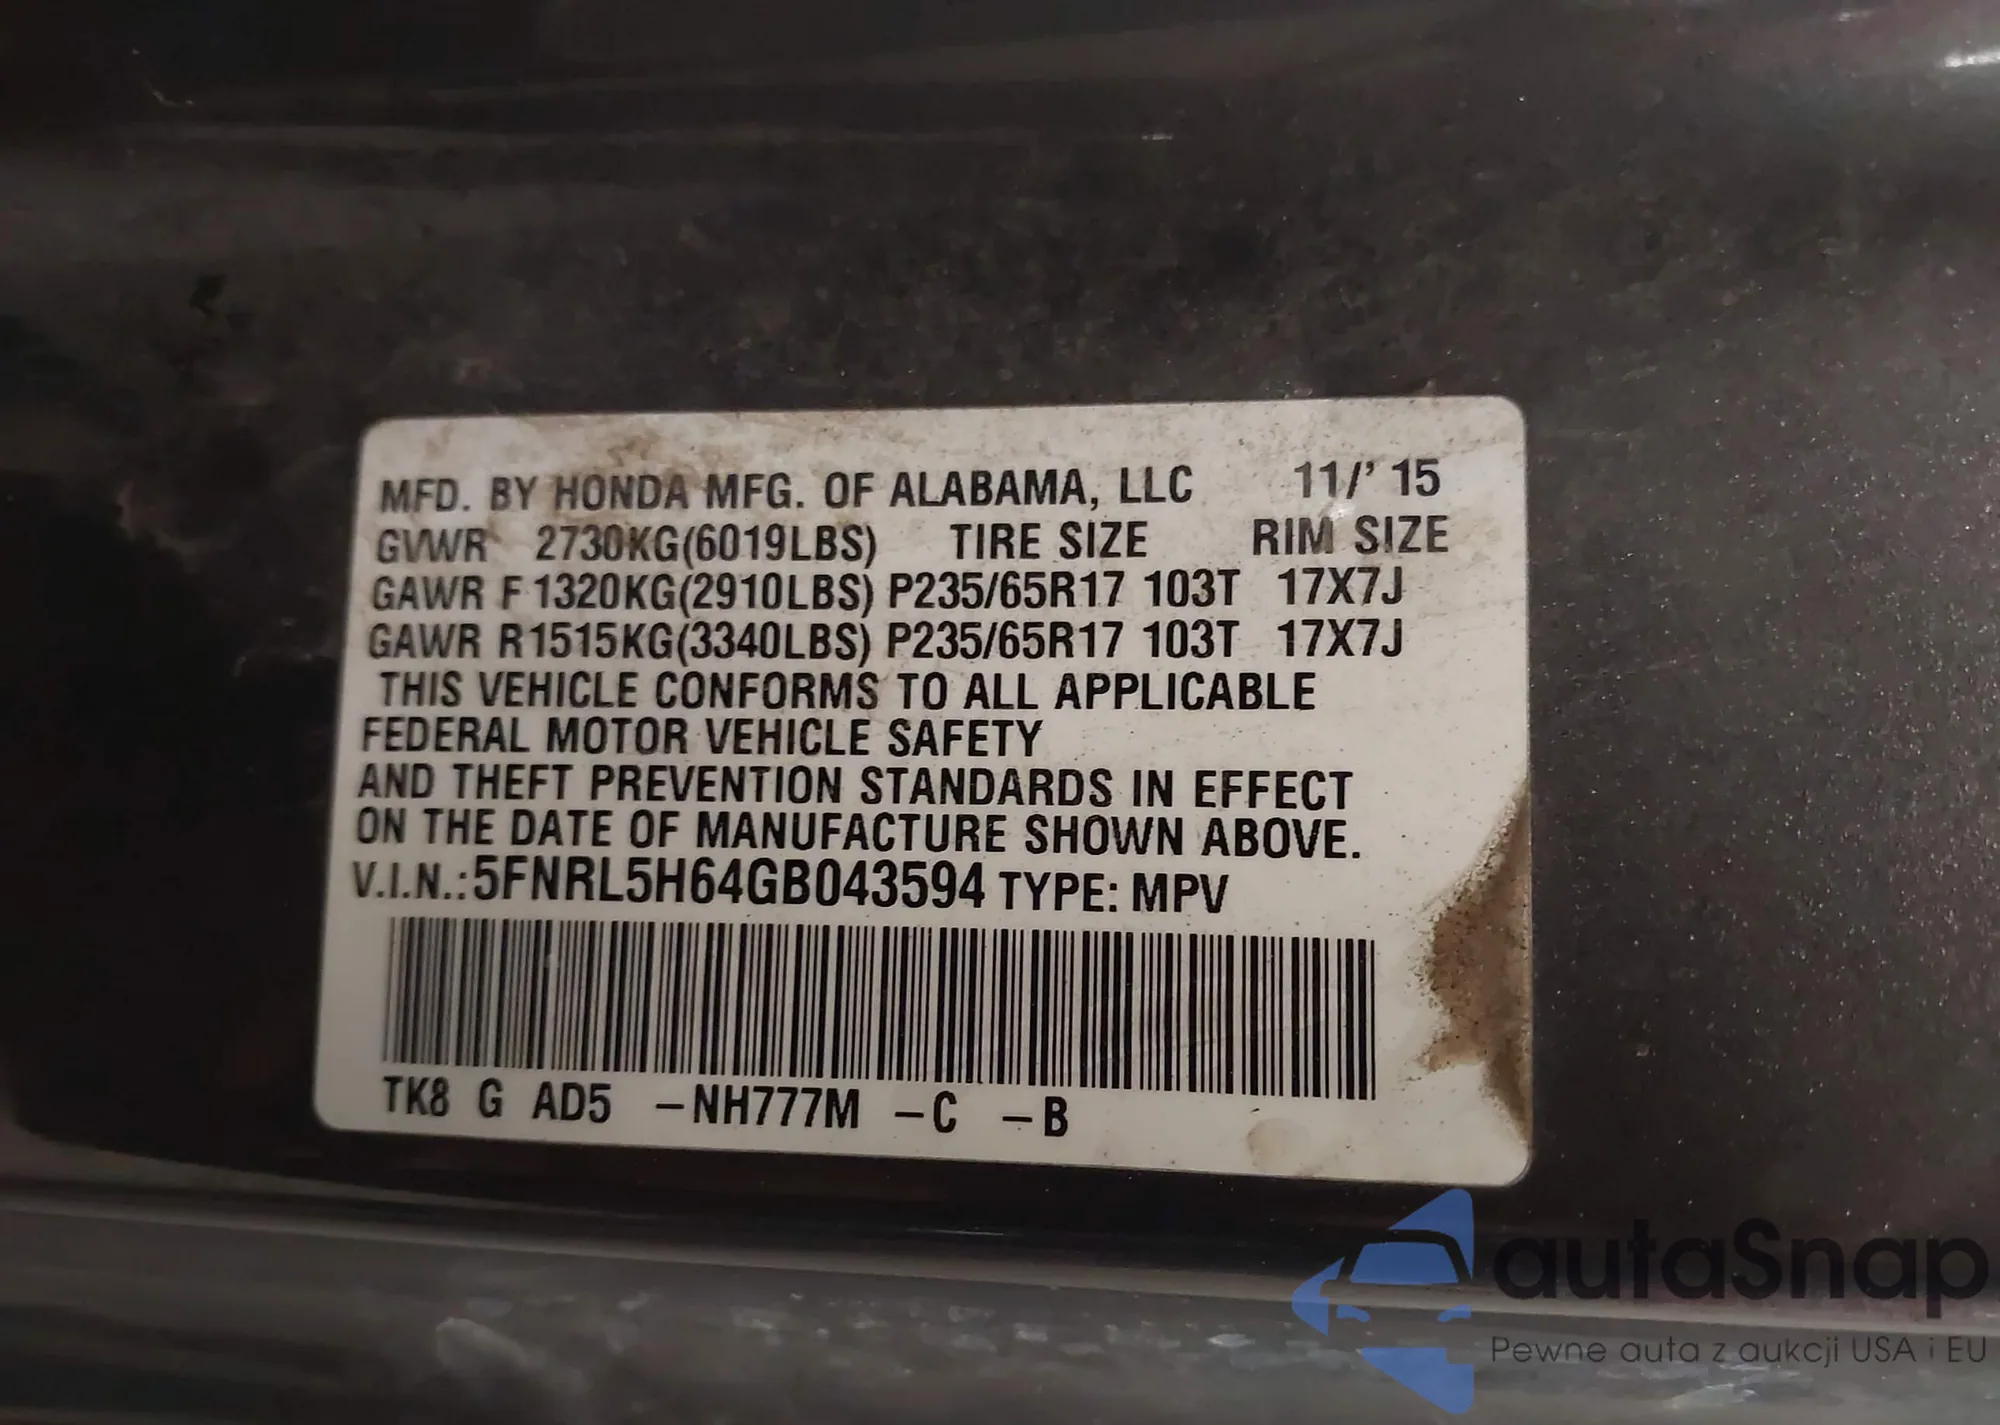 MFD. BY HONDA MFG. OF ALABAMA, LLC 11/' 15
GVWR 2730KG(6019LBS) TIRE SIZE RIM SIZE
GAWR F 1320KG(2910LBS) P235/65R17 103T 17X7J
GAWR R1515KG(3340LBS) P235/65R17 103T 17X7J
THIS VEHICLE CONFORMS TO ALL APPLICABLE
FEDERAL MOTOR VEHICLE SAFETY
AND THEFT PREVENTION STANDARDS IN EFFECT
ON THE DATE OF MANUFACTURE SHOWN ABOVE.
V.I.N.:5FNRL5H64GB043594 TYPE: MPV
TK8 G AD5 -NH777M -C -B
autaSnap
Pewne auta z aukcji USA i EU